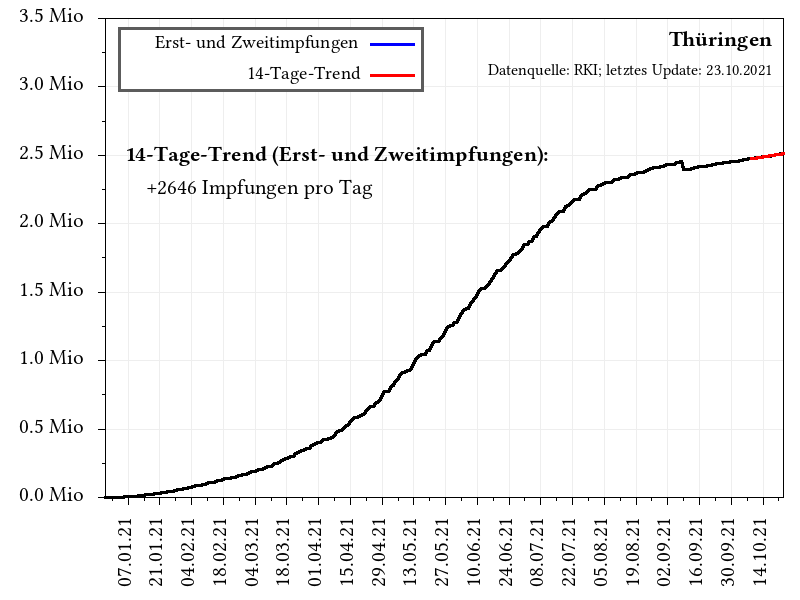 3.5 Mio
3.0 Mio
2.5 Mio
2.0 Mio
1.5 Mio
1.0 Mio
0.5 Mio
0.0 Mio
Erst- und Zweitimpfungen
14-Tage-Trend
Thüringen
Datenquelle: RKI; letztes Update: 23.10.2021
14-Tage-Trend (Erst- und Zweitimpfungen):
+2646 Impfungen pro Tag
07.01.21
21.01.21
04.02.21
18.02.21
04.03.21
18.03.21
01.04.21
15.04.21
29.04.21
13.05.21
27.05.21
10.06.21
24.06.21
08.07.21
22.07.21
05.08.21
19.08.21
02.09.21
16.09.21
30.09.21
14.10.21